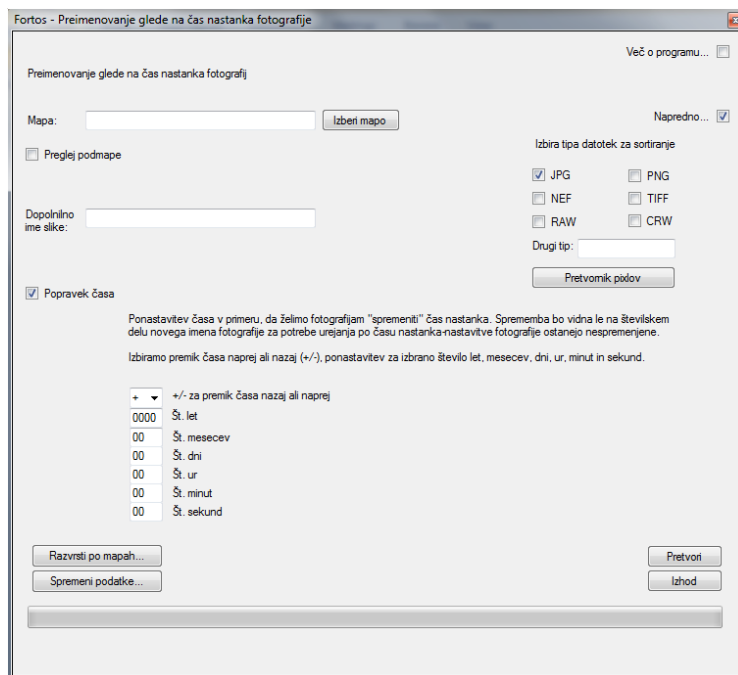 Fortos - Preimenovanje glede na čas nastanka fotografije
Več o programu...
Preimenovanje glede na čas nastanka fotografij
Mapa:
Izberi mapo
Napredno...
Preglej podmape
Izbira tipa datotek za sortiranje
JPG
PNG
NEF
TIFF
RAW
CRW
Dopolnilno
ime slike:
Drugi tip:
Pretvornik pixlov
Popravek časa
Ponastavitev časa v primeru, da želimo fotografijam "spremeniti" čas nastanka. Sprememba bo vidna le na številskem
delu novega imena fotografije za potrebe urejanja po času nastanka-nastavitve fotografije ostanejo nespremenjene.
Izbiramo premik časa naprej ali nazaj (+/-), ponastavitev za izbrano število let, mesecev, dni, ur, minut in sekund.
+ +/- za premik časa nazaj ali naprej
0000 Št. let
00 Št. mesecev
00 Št. dni
00 Št. ur
00 Št. minut
00 Št. sekund
Razvrsti po mapah...
Pretvori
Spremeni podatke...
Izhod